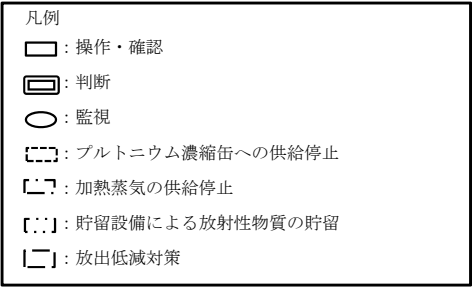 凡例
：操作・確認
：判断
：監視
：プルトニウム濃縮缶への供給停止
：加熱蒸気の供給停止
：貯留設備による放射性物質の貯留
：放出低減対策